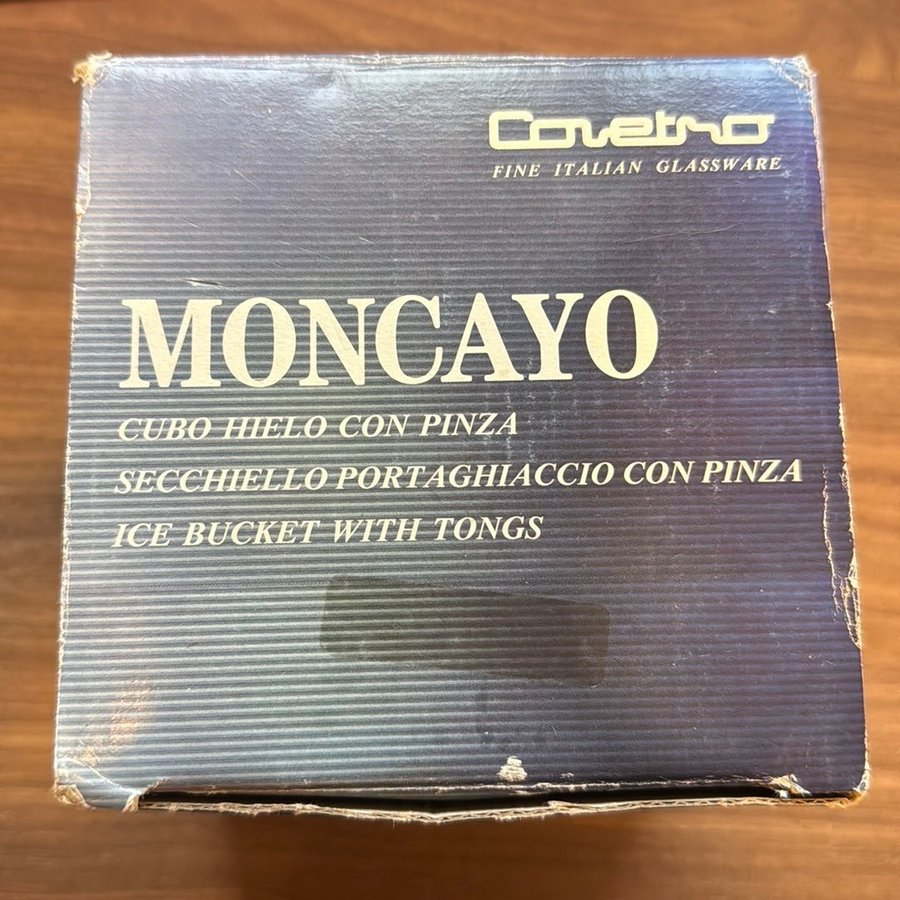 Covetro
FINE ITALIAN GLASSWARE
MONCAYO
CUBO HIELO CON PINZA
SECCHIELLO PORTAGHIACCIO CON PINZA
ICE BUCKET WITH TONGS